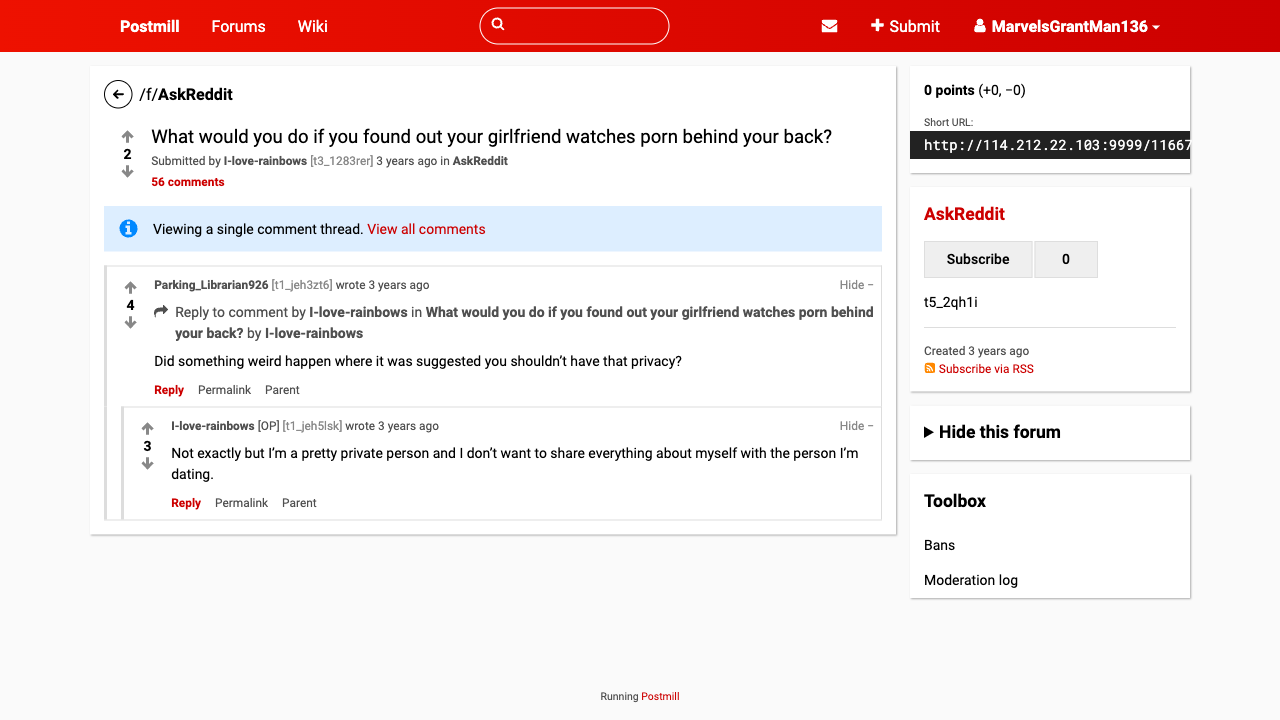 Postmill Forums Wiki Submit MarvelsGrantMan136
/f/AskReddit
What would you do if you found out your girlfriend watches porn behind your back?
2
Submitted by I-love-rainbows [t3_1283rer] 3 years ago in AskReddit
56 comments
Viewing a single comment thread. View all comments
Parking_Librarian926 [t1_jeh3zt6] wrote 3 years ago Hide −
4
Reply to comment by I-love-rainbows in What would you do if you found out your girlfriend watches porn behind
your back? by I-love-rainbows
Did something weird happen where it was suggested you shouldn’t have that privacy?
Reply Permalink Parent
I-love-rainbows [OP] [t1_jeh5lsk] wrote 3 years ago Hide −
3
Not exactly but I’m a pretty private person and I don’t want to share everything about myself with the person I’m
dating.
Reply Permalink Parent
0 points (+0, −0)
Short URL:
http://114.212.22.103:9999/11667
AskReddit
Subscribe 0
t5_2qh1i
Created 3 years ago
Subscribe via RSS
Hide this forum
Toolbox
Bans
Moderation log
Running Postmill